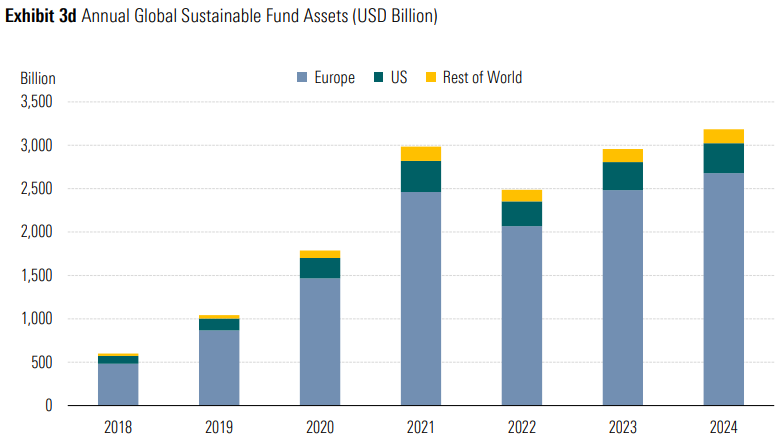 Exhibit 3d Annual Global Sustainable Fund Assets (USD Billion)
Billion
Europe US Rest of World
3,500
3,000
2,500
2,000
1,500
1,000
500
0
2018 2019 2020 2021 2022 2023 2024